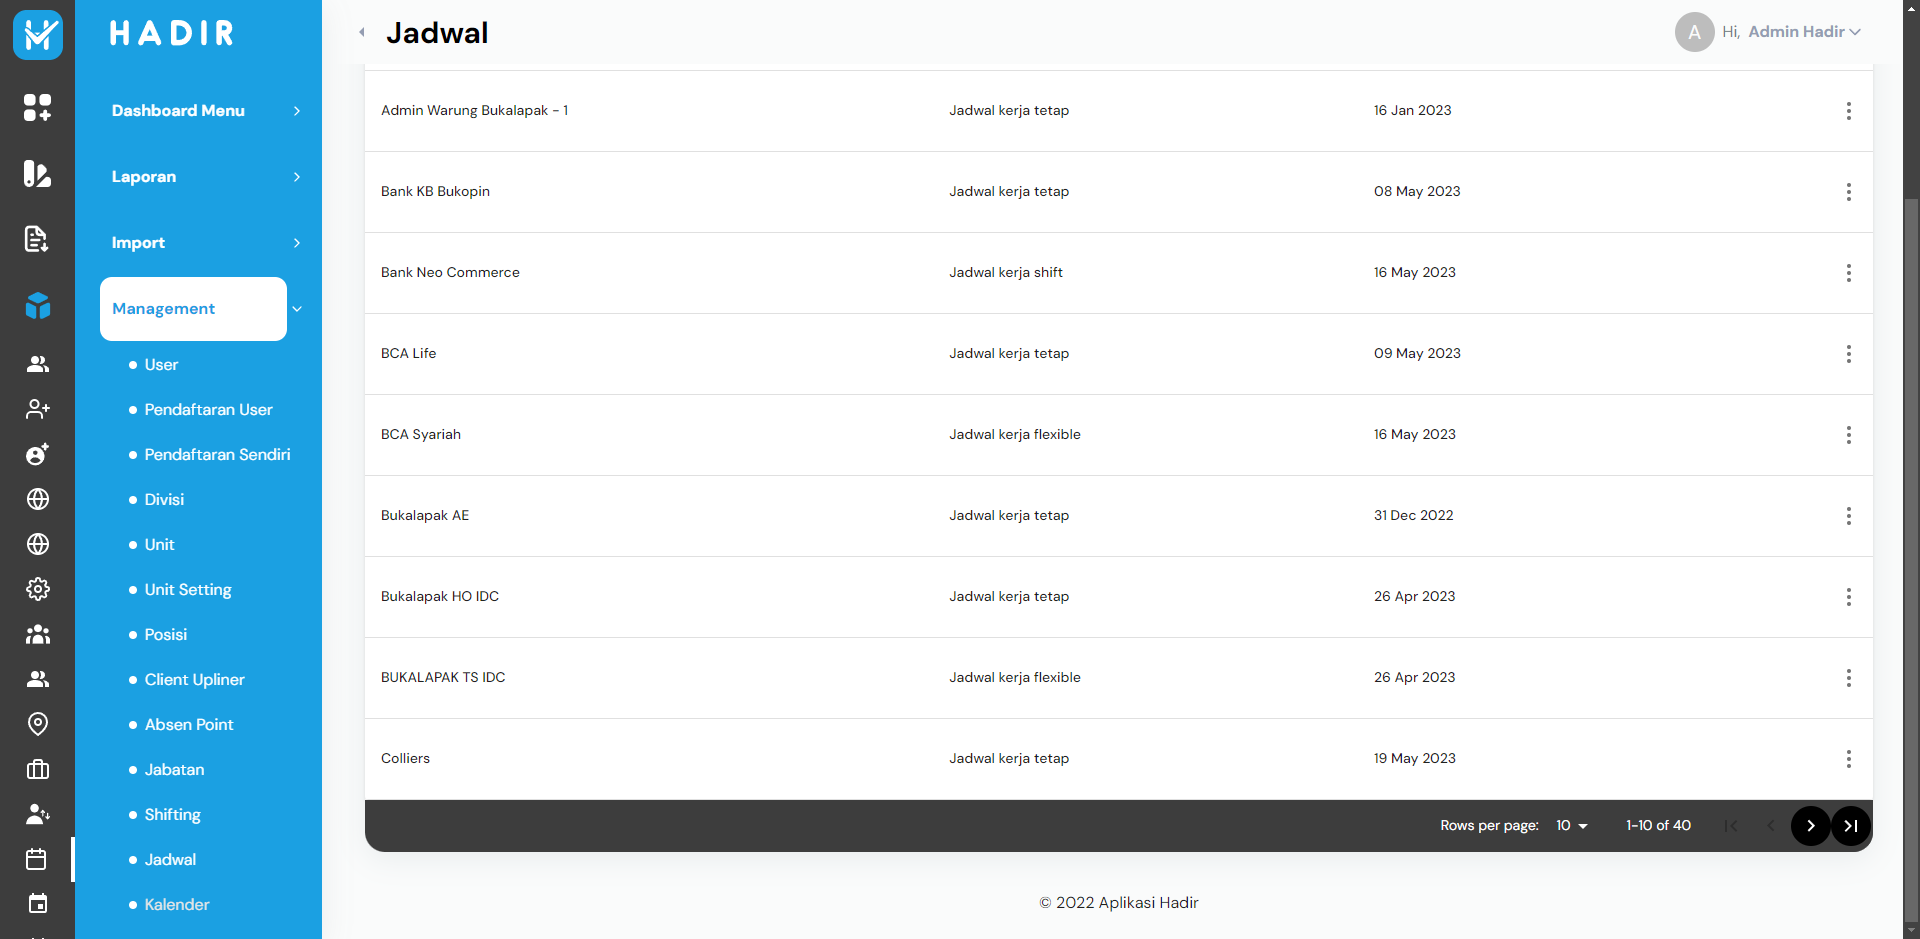 HADIR
Jadwal
A Hi, Admin Hadir
Dashboard Menu
Laporan
Import
Management
User
Pendaftaran User
Pendaftaran Sendiri
Divisi
Unit
Unit Setting
Posisi
Client Upliner
Absen Point
Jabatan
Shifting
Jadwal
Kalender
Admin Warung Bukalapak - 1 Jadwal kerja tetap 16 Jan 2023
Bank KB Bukopin Jadwal kerja tetap 08 May 2023
Bank Neo Commerce Jadwal kerja shift 16 May 2023
BCA Life Jadwal kerja tetap 09 May 2023
BCA Syariah Jadwal kerja flexible 16 May 2023
Bukalapak AE Jadwal kerja tetap 31 Dec 2022
Bukalapak HO IDC Jadwal kerja tetap 26 Apr 2023
BUKALAPAK TS IDC Jadwal kerja flexible 26 Apr 2023
Colliers Jadwal kerja tetap 19 May 2023
Rows per page: 10 1-10 of 40
© 2022 Aplikasi Hadir